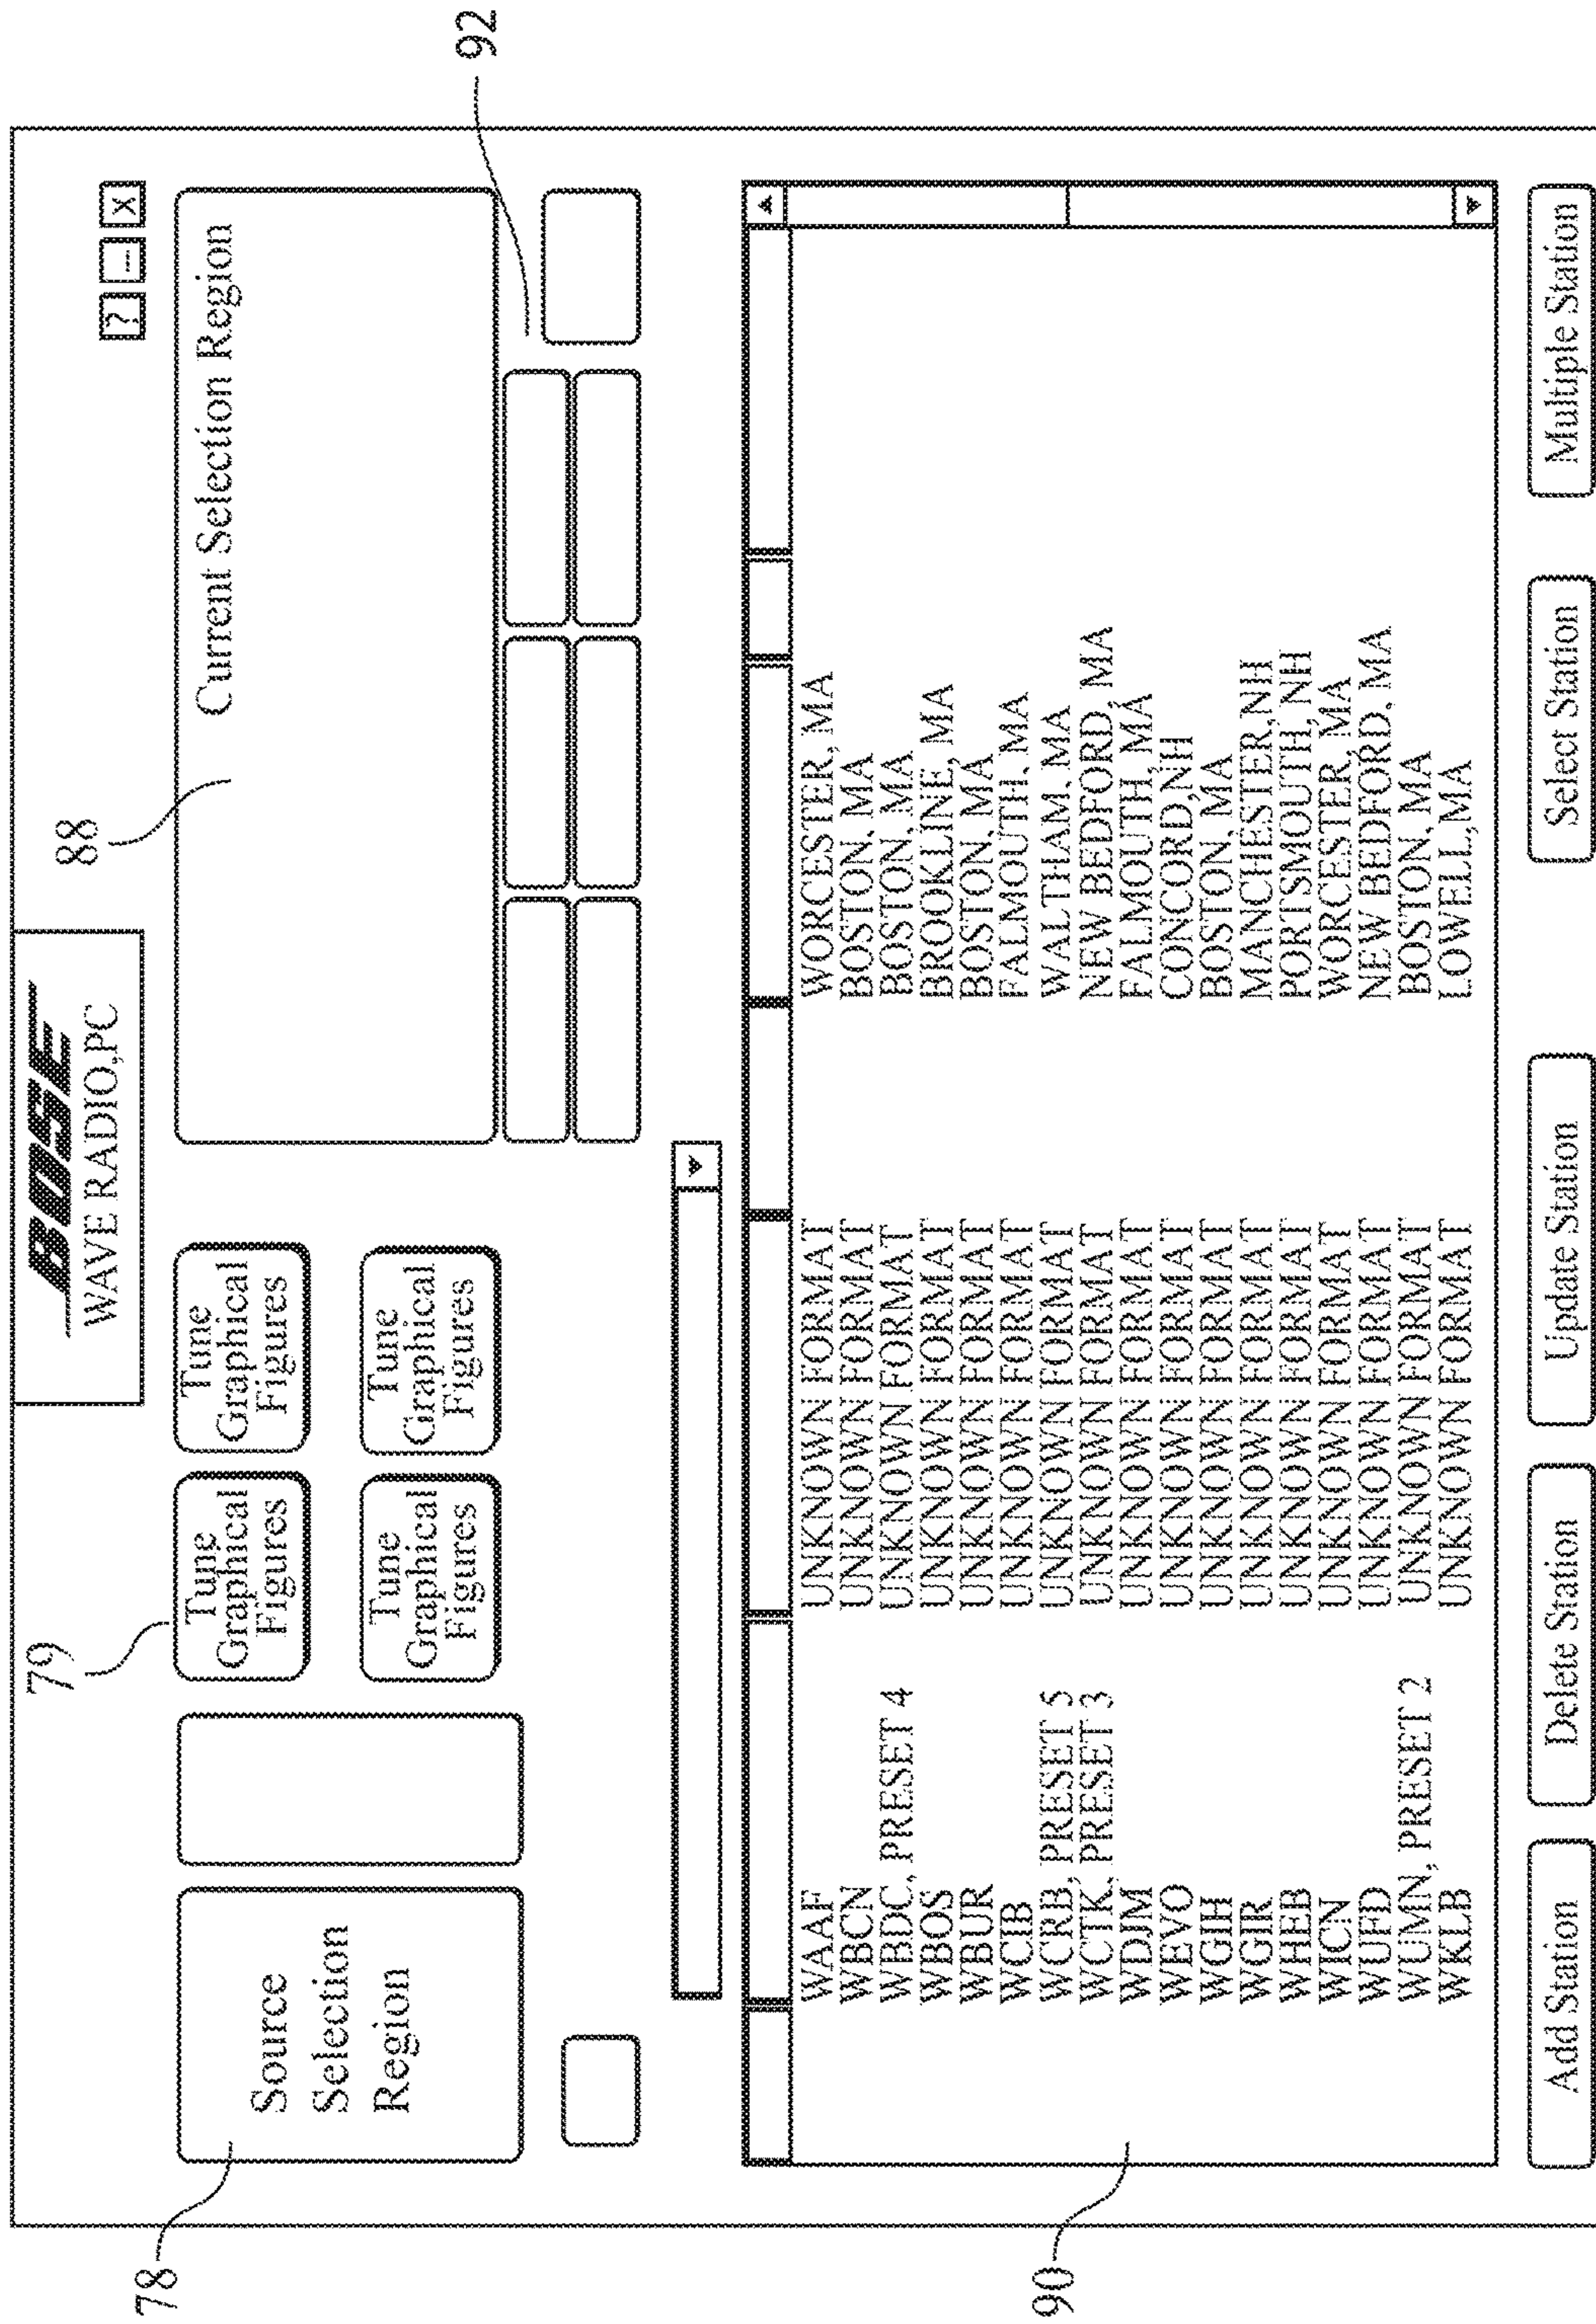 BOSE
WAVE RADIO,PC
? — X
79
88
92
78
90
Source
Selection
Region
Tune
Graphical
Figures
Tune
Graphical
Figures
Tune
Graphical
Figures
Tune
Graphical
Figures
Current Selection Region
WAAF UNKNOWN FORMAT WORCESTER, MA
WBCN UNKNOWN FORMAT BOSTON, MA
WBDC, PRESET 4 UNKNOWN FORMAT BOSTON, MA
WBOS UNKNOWN FORMAT BROOKLINE, MA
WBUR UNKNOWN FORMAT BOSTON, MA
WCIB UNKNOWN FORMAT FALMOUTH, MA
WCRB, PRESET 5 UNKNOWN FORMAT WALTHAM, MA
WCTK, PRESET 3 UNKNOWN FORMAT NEW BEDFORD, MA
WDJM UNKNOWN FORMAT FALMOUTH, MA
WEVO UNKNOWN FORMAT CONCORD,NH
WGIH UNKNOWN FORMAT BOSTON, MA
WGIR UNKNOWN FORMAT MANCHESTER,NH
WHEB UNKNOWN FORMAT PORTSMOUTH, NH
WICN UNKNOWN FORMAT WORCESTER, MA
WUFD UNKNOWN FORMAT NEW BEDFORD, MA
WUMN, PRESET 2 UNKNOWN FORMAT BOSTON, MA
WKLB UNKNOWN FORMAT LOWELL, MA
Add Station
Delete Station
Update Station
Select Station
Multiple Station